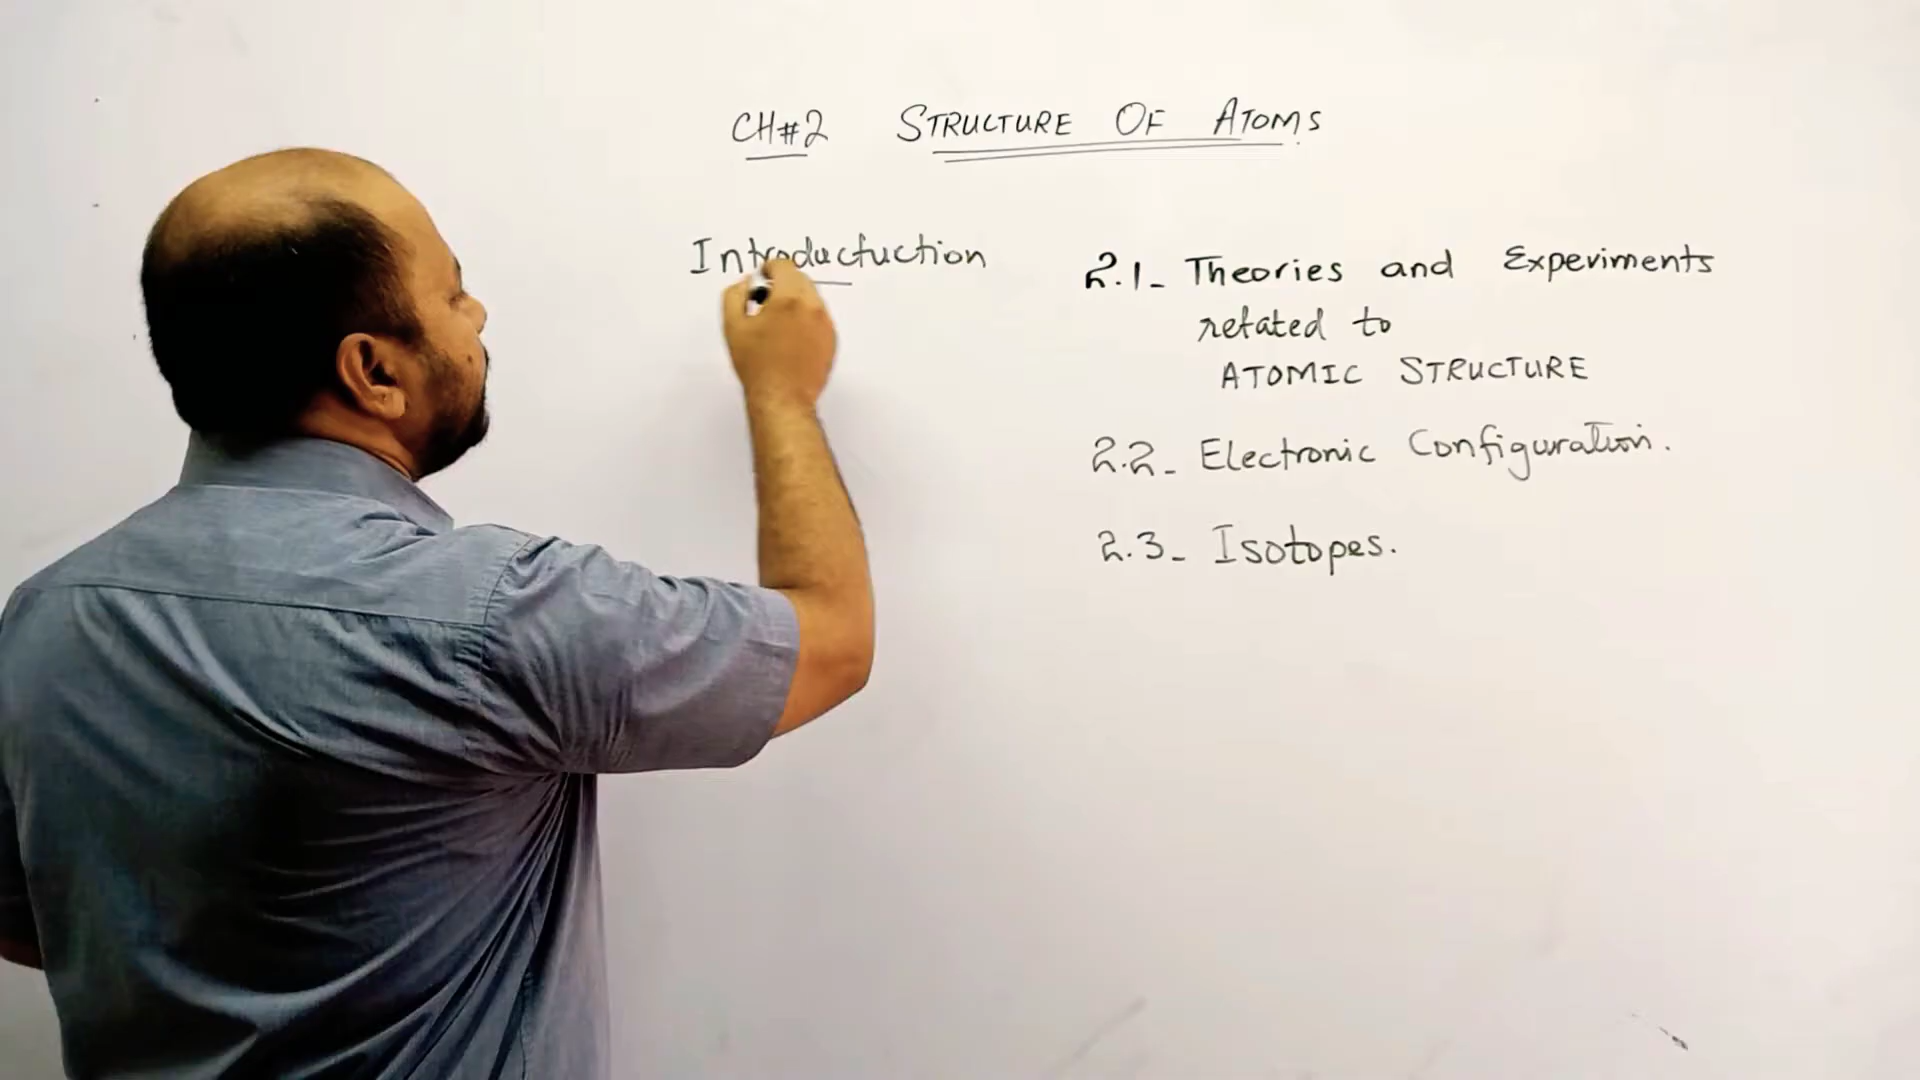 CH#2 STRUCTURE OF ATOMS
Introductuction
2.1- Theories and Experiments
retated to
ATOMIC STRUCTURE
2.2- Electronic Configuration.
2.3- Isotopes.